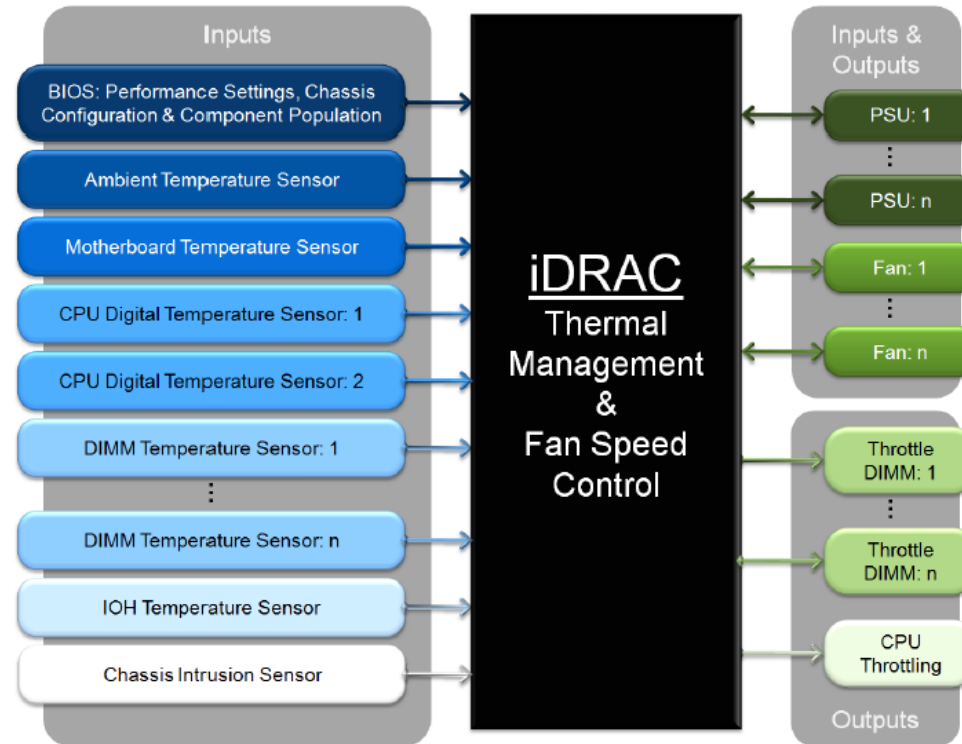 Inputs
BIOS: Performance Settings, Chassis
Configuration & Component Population
Ambient Temperature Sensor
Motherboard Temperature Sensor
CPU Digital Temperature Sensor: 1
CPU Digital Temperature Sensor: 2
DIMM Temperature Sensor: 1
DIMM Temperature Sensor: n
IOH Temperature Sensor
Chassis Intrusion Sensor
iDRAC
Thermal
Management
&
Fan Speed
Control
Inputs &
Outputs
PSU: 1
PSU: n
Fan: 1
Fan: n
Throttle
DIMM: 1
Throttle
DIMM: n
CPU
Throttling
Outputs